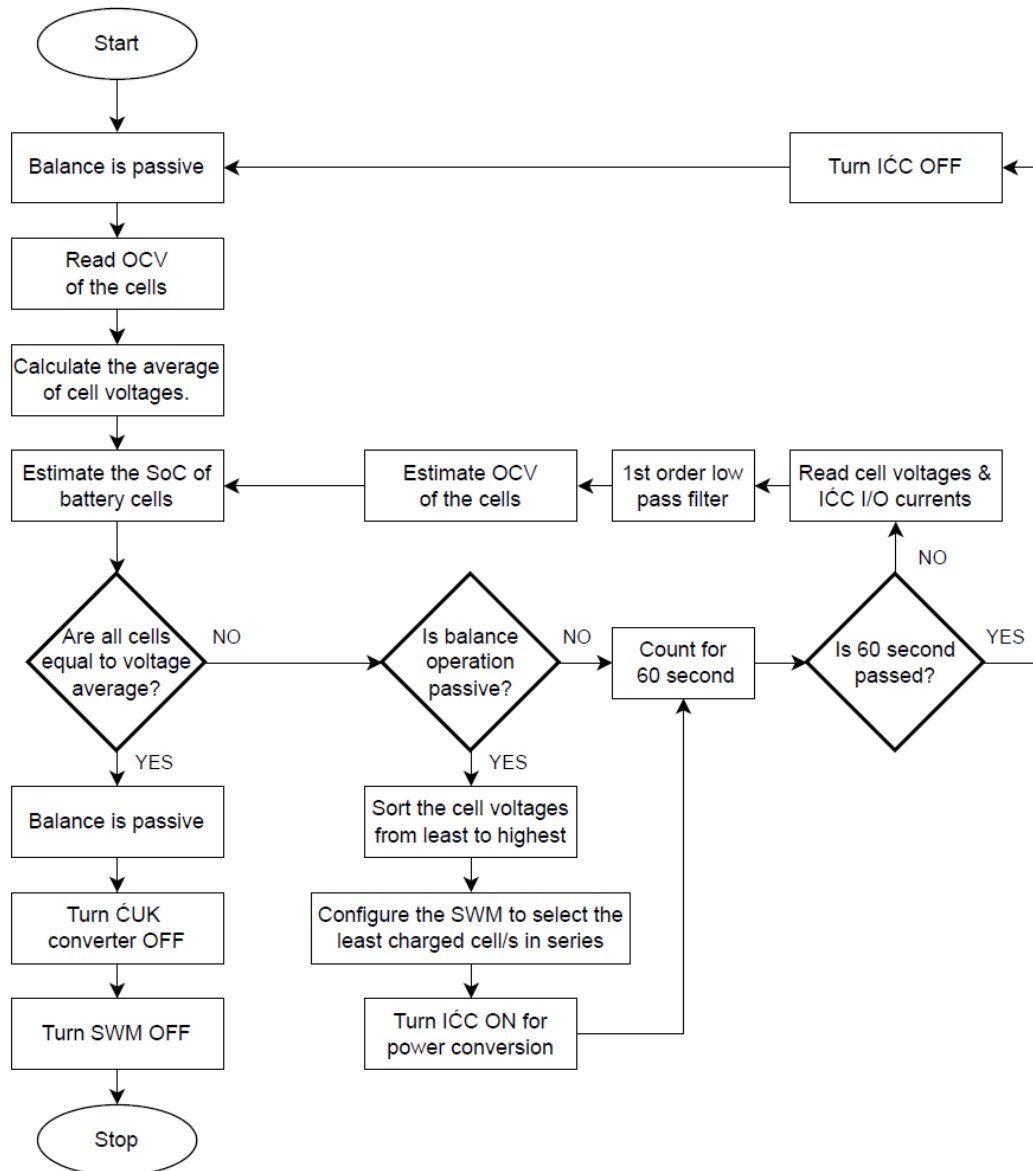 Start
Balance is passive
Turn IĆC OFF
Read OCV
of the cells
Calculate the average
of cell voltages.
Estimate the SoC of
battery cells
Estimate OCV
of the cells
1st order low
pass filter
Read cell voltages &
IĆC I/O currents
NO
Are all cells
equal to voltage
average?
NO
Is balance
operation
passive?
NO
Count for
60 second
Is 60 second
passed?
YES
YES
YES
Balance is passive
Sort the cell voltages
from least to highest
Turn ĆUK
converter OFF
Configure the SWM to select the
least charged cell/s in series
Turn SWM OFF
Turn IĆC ON for
power conversion
Stop